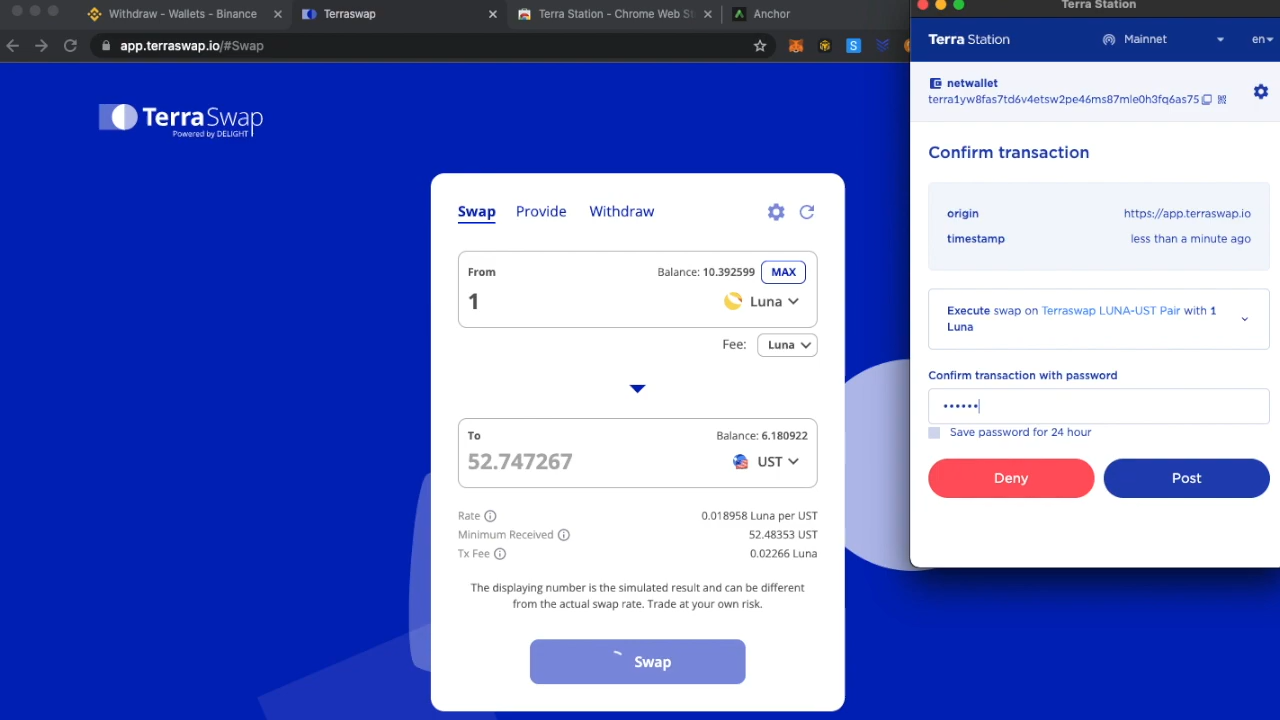 Withdraw - Wallets - Binance
Terraswap
Terra Station - Chrome Web St
Anchor
app.terraswap.io/#Swap
TerraSwap
Powered by DELIGHT
Swap Provide Withdraw
From Balance: 10.392599 MAX
1 Luna
Fee: Luna
To Balance: 6.180922
52.747267 UST
Rate 0.018958 Luna per UST
Minimum Received 52.48353 UST
Tx Fee 0.02266 Luna
The displaying number is the simulated result and can be different
from the actual swap rate. Trade at your own risk.
Swap
Terra Station
Terra Station Mainnet en
netwallet
terra1yw8fas7td6v4etsw2pe46ms87mle0h3fq6as75
Confirm transaction
origin https://app.terraswap.io
timestamp less than a minute ago
Execute swap on Terraswap LUNA-UST Pair with 1
Luna
Confirm transaction with password
••••••
Save password for 24 hour
Deny Post